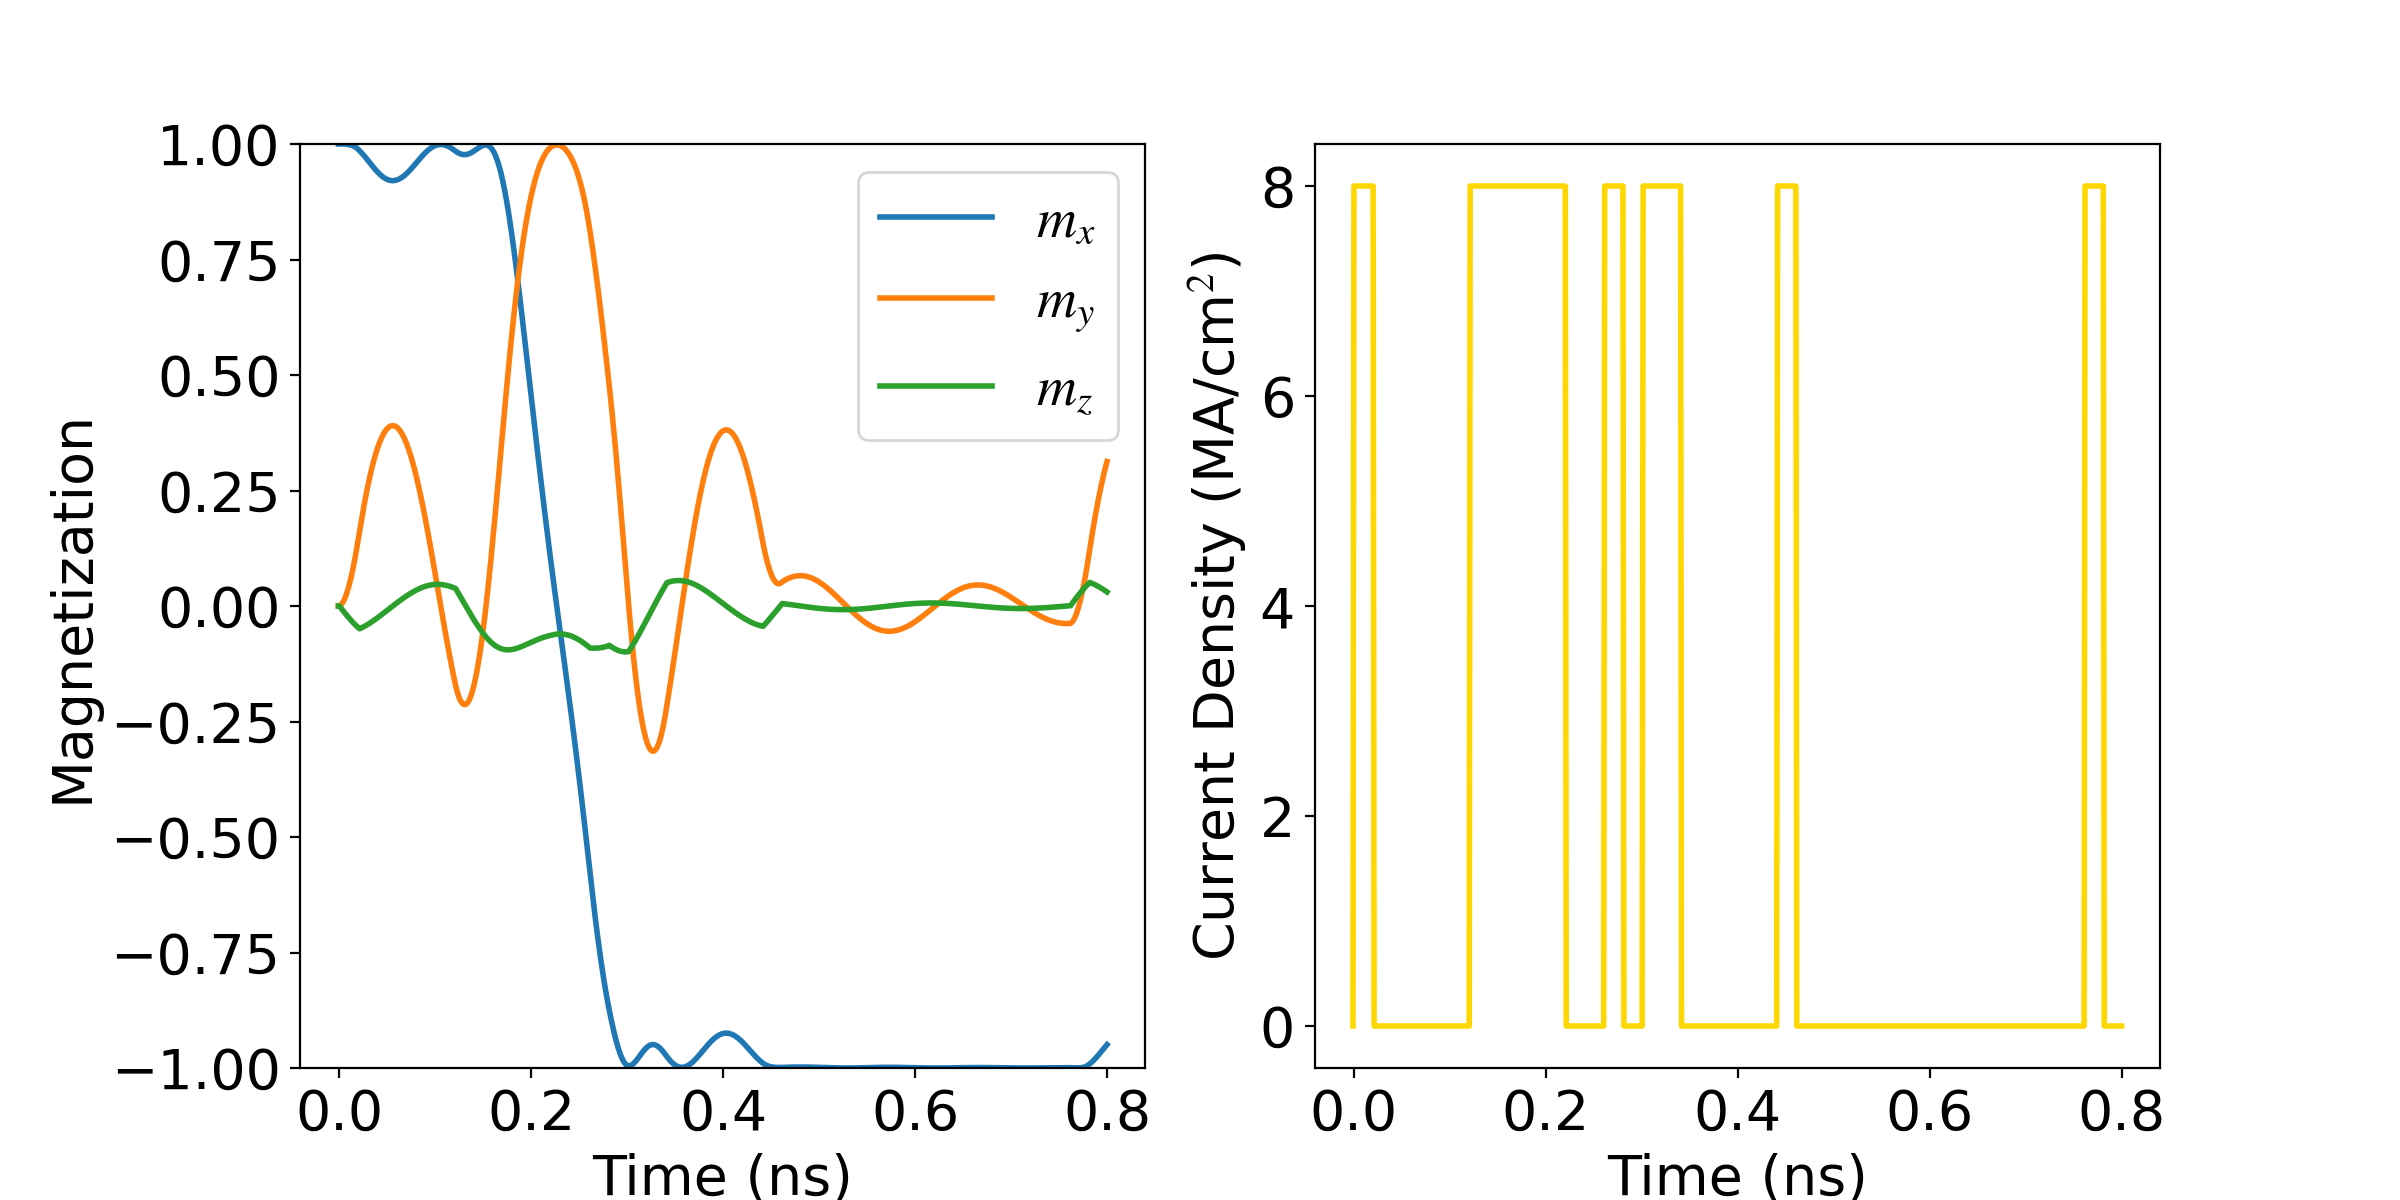 1.00
0.75
0.50
0.25
0.00
−0.25
−0.50
−0.75
−1.00
Magnetization
0.0 0.2 0.4 0.6 0.8
Time (ns)
m_x
m_y
m_z
8
6
4
2
0
Current Density (MA/cm²)
0.0 0.2 0.4 0.6 0.8
Time (ns)